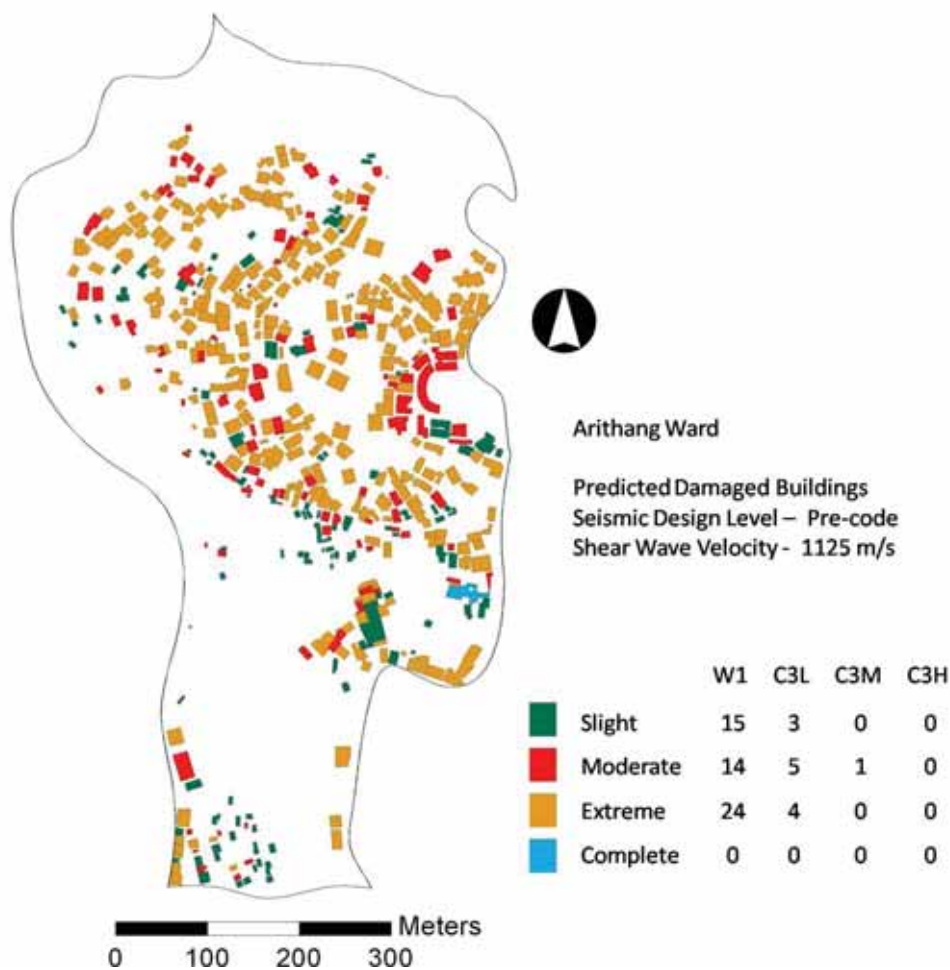 Arithang Ward
Predicted Damaged Buildings
Seismic Design Level – Pre-code
Shear Wave Velocity - 1125 m/s
W1 C3L C3M C3H
Slight 15 3 0 0
Moderate 14 5 1 0
Extreme 24 4 0 0
Complete 0 0 0 0
Meters
0 100 200 300